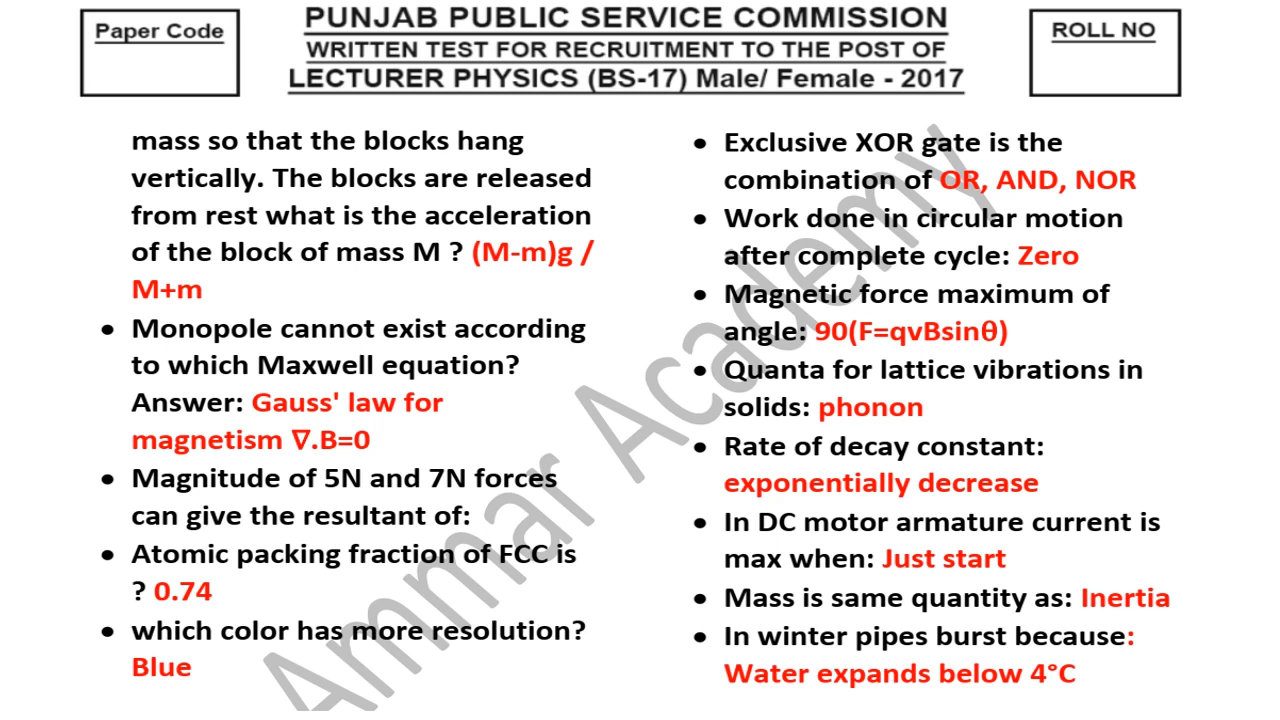 Paper Code
PUNJAB PUBLIC SERVICE COMMISSION
WRITTEN TEST FOR RECRUITMENT TO THE POST OF
LECTURER PHYSICS (BS-17) Male/ Female - 2017
ROLL NO
mass so that the blocks hang
vertically. The blocks are released
from rest what is the acceleration
of the block of mass M ? (M-m)g /
M+m
• Monopole cannot exist according
to which Maxwell equation?
Answer: Gauss' law for
magnetism ∇.B=0
• Magnitude of 5N and 7N forces
can give the resultant of:
• Atomic packing fraction of FCC is
? 0.74
• which color has more resolution?
Blue
• Exclusive XOR gate is the
combination of OR, AND, NOR
• Work done in circular motion
after complete cycle: Zero
• Magnetic force maximum of
angle: 90(F=qvBsinθ)
• Quanta for lattice vibrations in
solids: phonon
• Rate of decay constant:
exponentially decrease
• In DC motor armature current is
max when: Just start
• Mass is same quantity as: Inertia
• In winter pipes burst because:
Water expands below 4°C
Ammar Academy